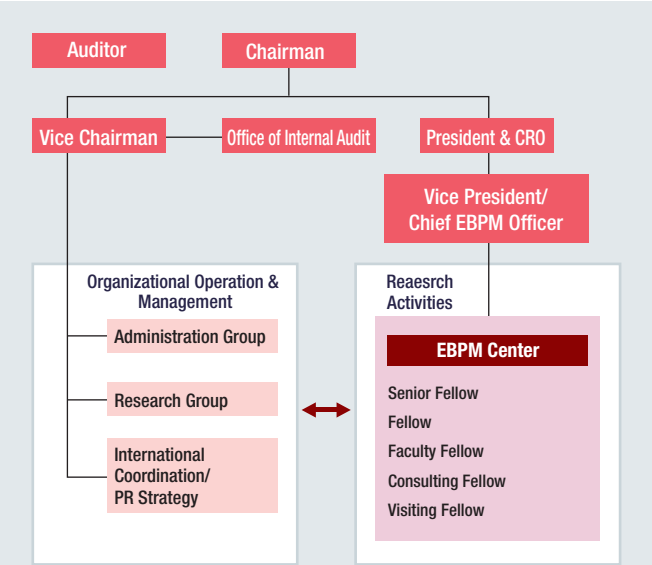 Auditor
Chairman
Vice Chairman
Office of Internal Audit
President & CRO
Vice President/
Chief EBPM Officer
Organizational Operation &
Management
Administration Group
Research Group
International
Coordination/
PR Strategy
Reaesrch
Activities
EBPM Center
Senior Fellow
Fellow
Faculty Fellow
Consulting Fellow
Visiting Fellow